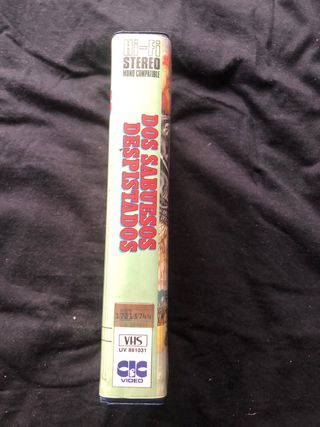 Hi-Fi
STEREO
MONO COMPATIBLE
DOS SABUESOS
DESPISTADOS
VHS
UV 881031
CIC
VIDEO